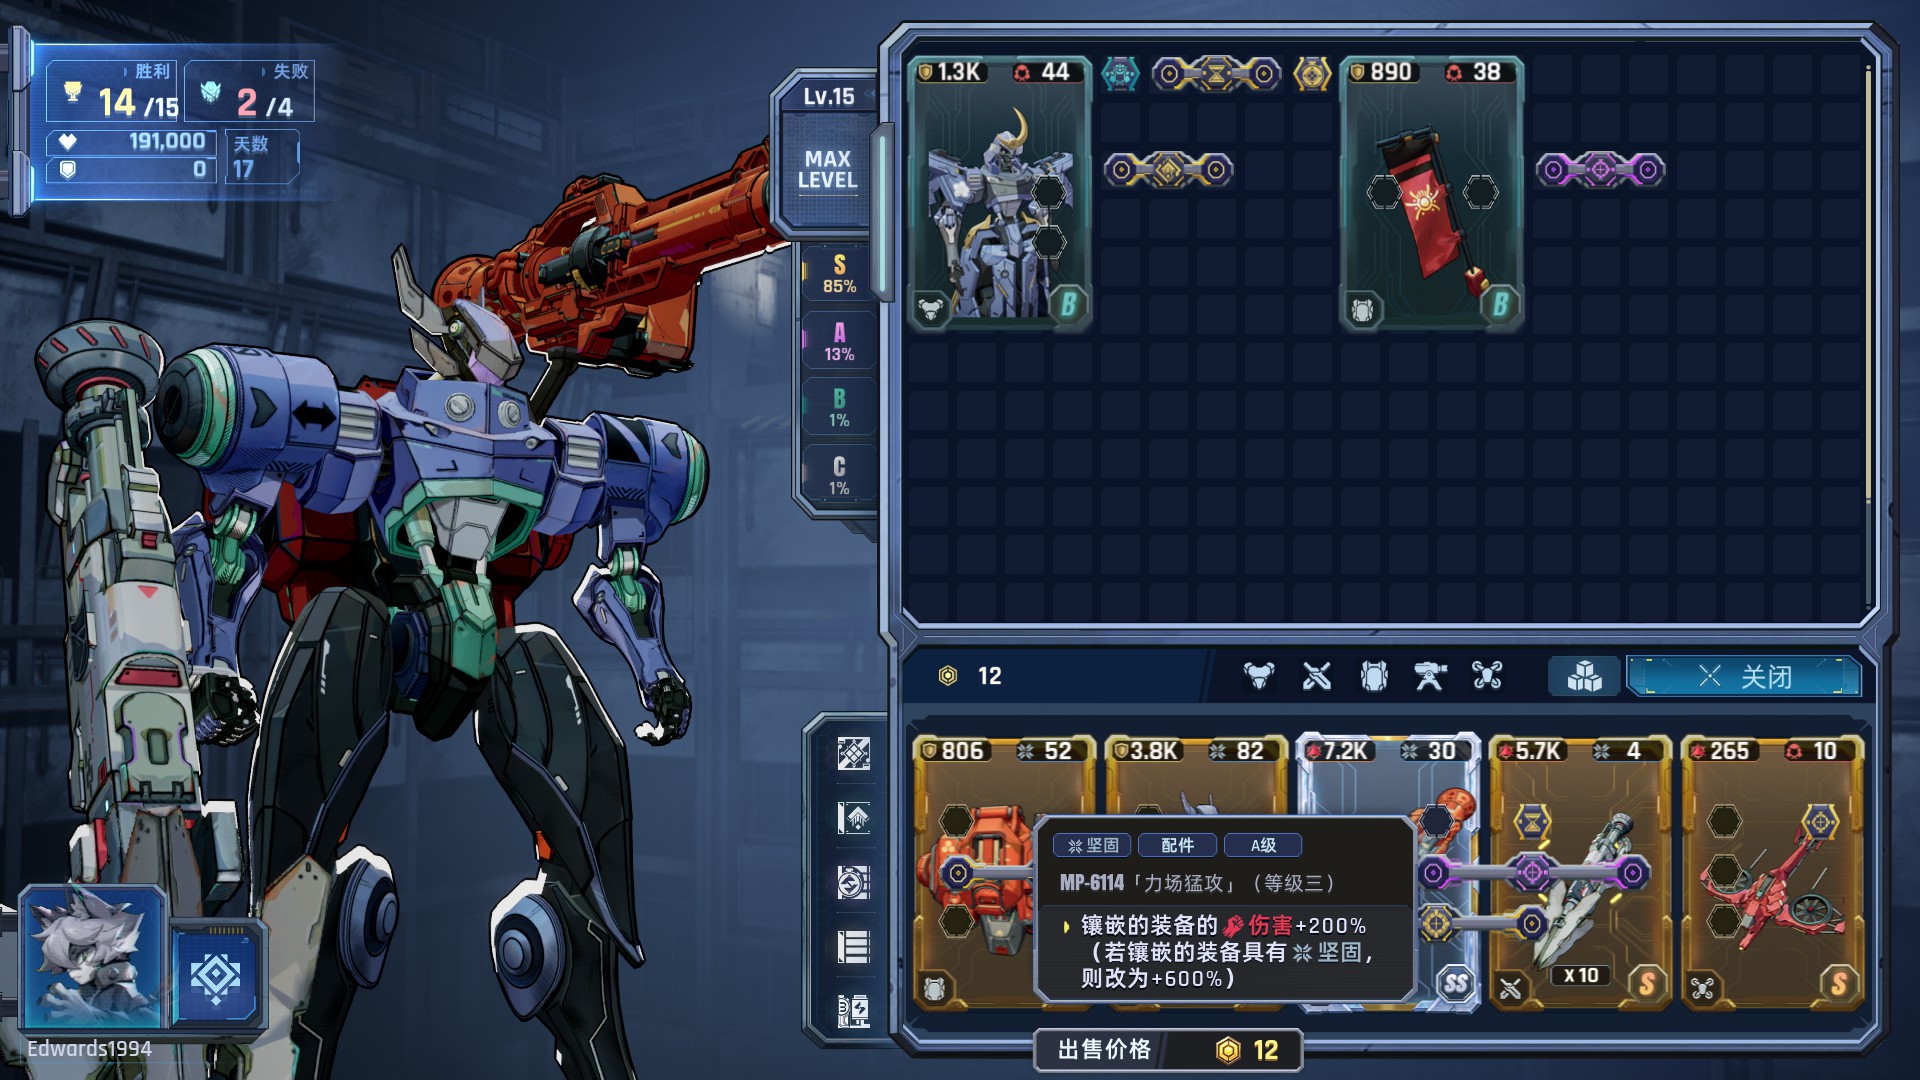 胜利
14 /15
失败
2 /4
191,000
0
天数
17
Lv.15
MAX
LEVEL
S
85%
A
13%
B
1%
C
1%
1.3K
44
B
890
38
B
12
关闭
806
52
3.8K
82
7.2K
30
SS
5.7K
4
x10
S
265
10
S
坚固
配件
A级
MP-6114「力场猛攻」（等级三）
镶嵌的装备的伤害+200%
（若镶嵌的装备具有坚固，
则改为+600%）
出售价格
12
Edwards1994